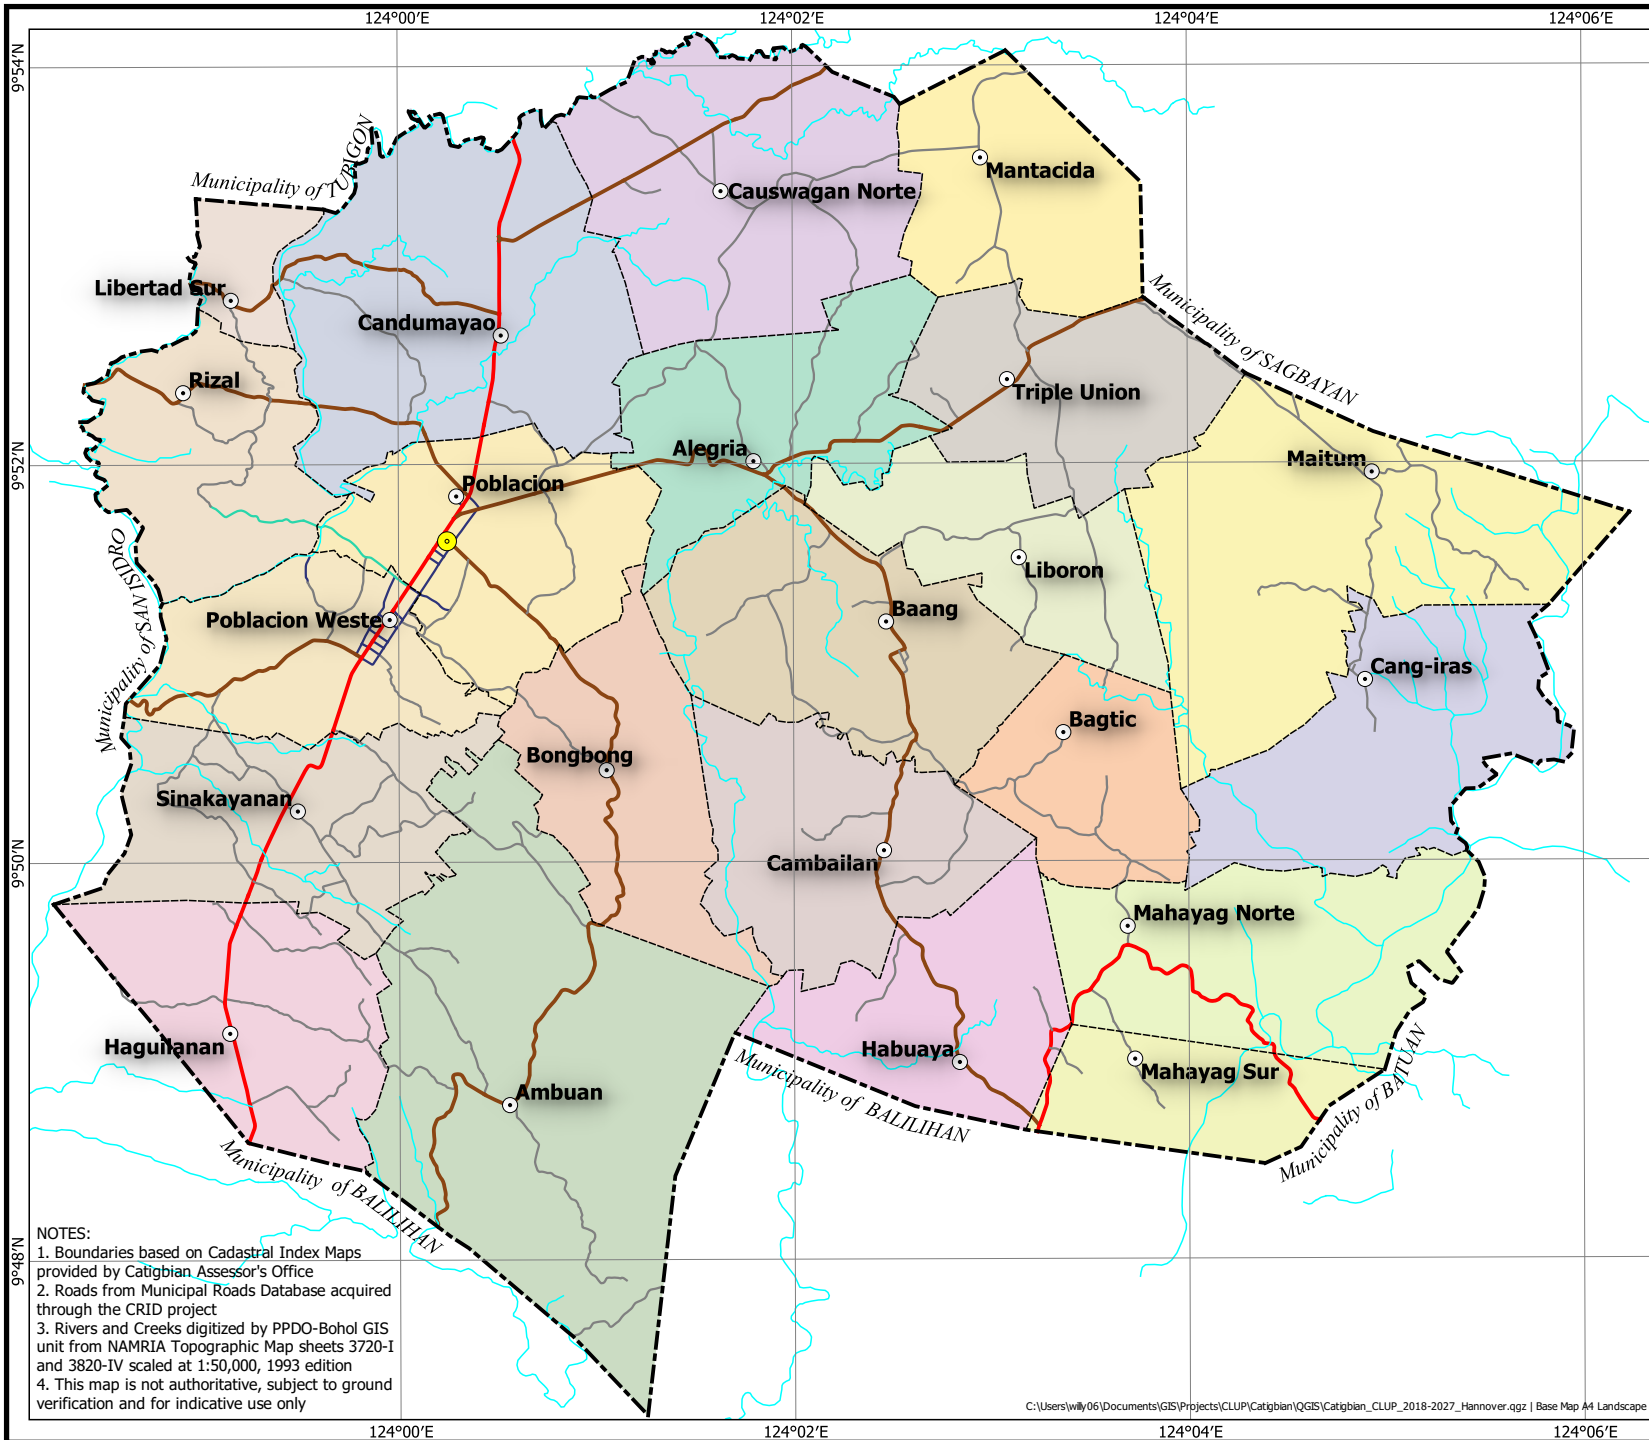 124°00'E
124°02'E
124°04'E
124°06'E
9°54'N
Municipality of TUBIGON
Mantacida
Causwagan Norte
Libertad Sur
Candumayao
Municipality of SAGBAYAN
Rizal
Triple Union
Alegria
Maitum
9°52'N
Poblacion
Liboron
Municipality of SAN ISIDRO
Baang
Poblacion Weste
Cang-iras
Bagtic
Bongbong
Sinakayanan
9°50'N
Cambailan
Mahayag Norte
Haguilanan
Habuaya
Mahayag Sur
Ambuan
Municipality of BALILIHAN
Municipality of BATUAN
Municipality of BALILIHAN
9°48'N
NOTES:
1. Boundaries based on Cadastral Index Maps
provided by Catigbian Assessor's Office
2. Roads from Municipal Roads Database acquired
through the CRID project
3. Rivers and Creeks digitized by PPDO-Bohol GIS
unit from NAMRIA Topographic Map sheets 3720-I
and 3820-IV scaled at 1:50,000, 1993 edition
4. This map is not authoritative, subject to ground
verification and for indicative use only
C:\Users\willy06\Documents\GIS\Projects\CLUP\Catigbian\QGIS\Catigbian_CLUP_2018-2027_Hannover.qgz | Base Map A4 Landscape
124°00'E
124°02'E
124°04'E
124°06'E